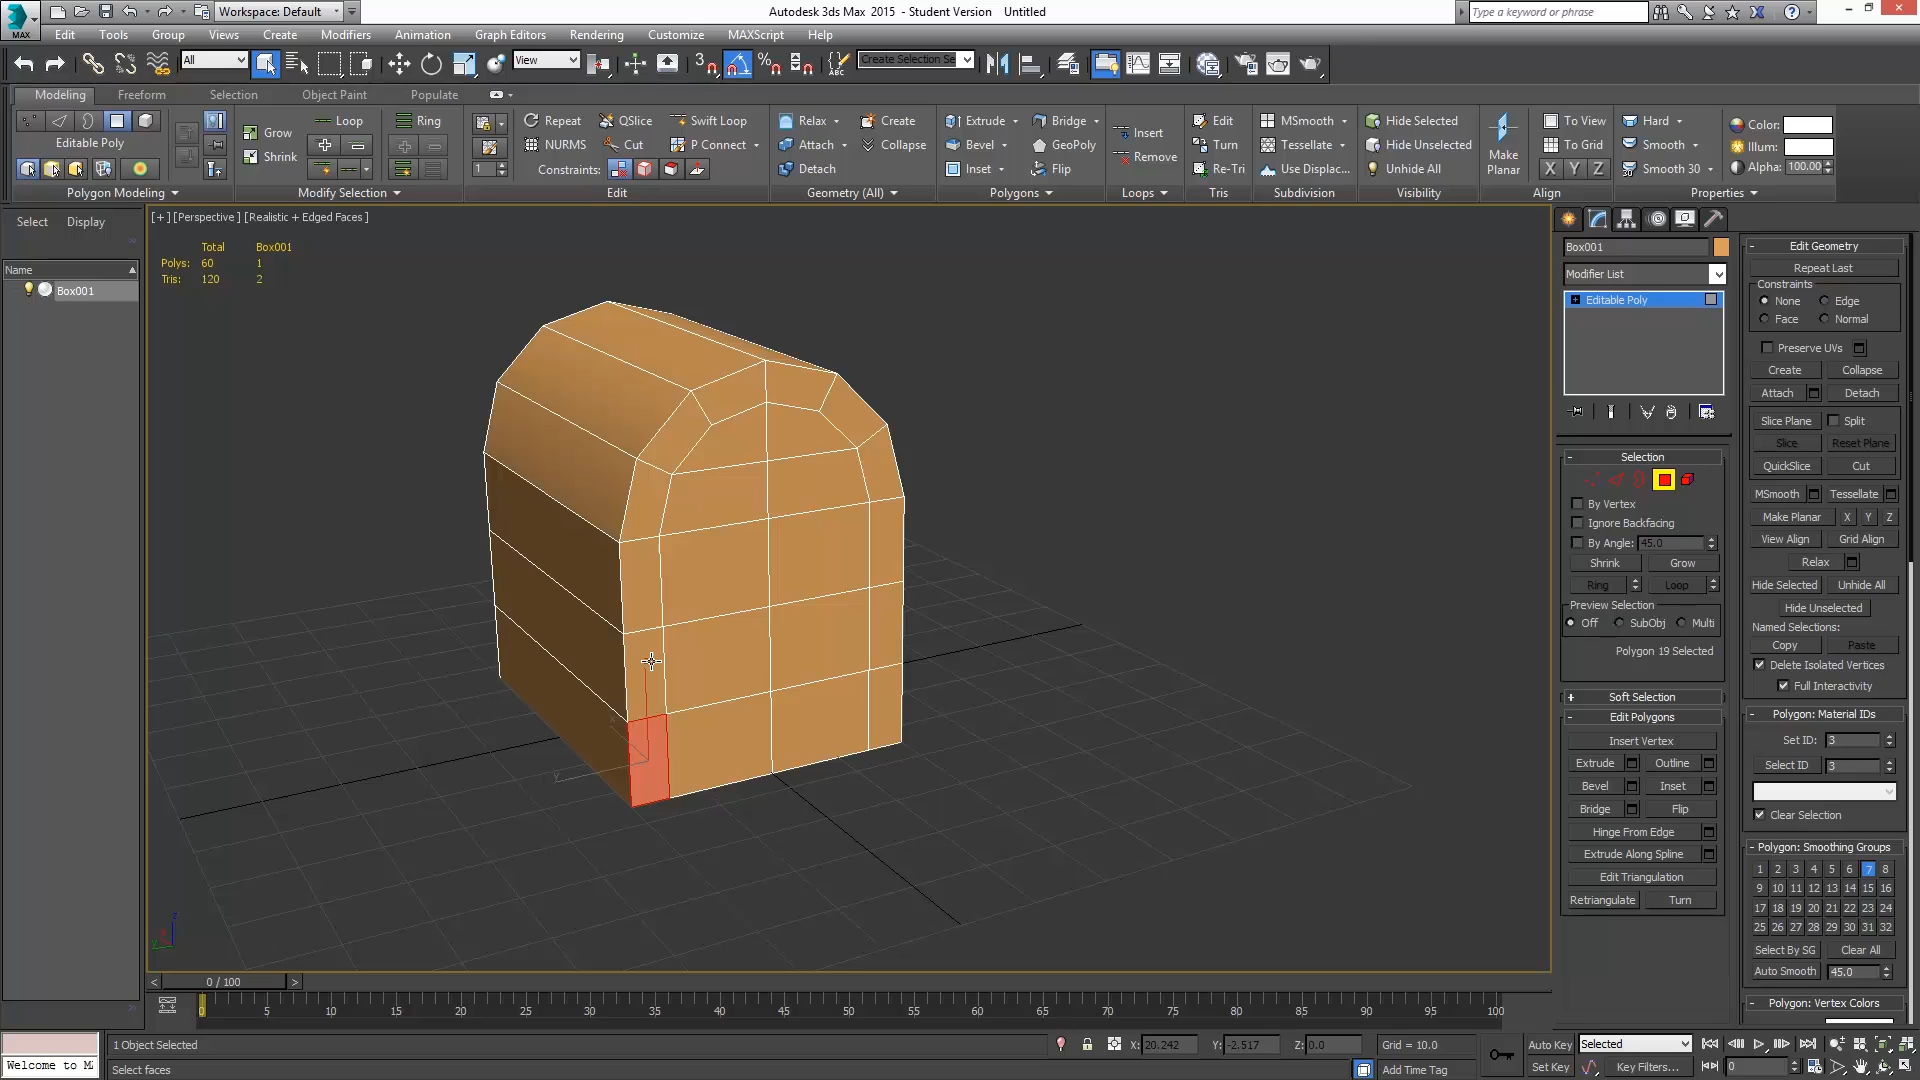 Workspace: Default
Autodesk 3ds Max 2015 - Student Version Untitled
Type a keyword or phrase
MAX
Edit Tools Group Views Create Modifiers Animation Graph Editors Rendering Customize MAXScript Help
All
View
3
%
ABC
Create Selection Se
Modeling Freeform Selection Object Paint Populate
Loop Ring Repeat QSlice Swift Loop Relax Create Extrude Bridge Insert Edit MSmooth Hide Selected To View Hard Color:
Editable Poly Grow NURMS Cut P Connect Attach Collapse Bevel GeoPoly Remove Turn Tessellate Hide Unselected Make Planar To Grid Smooth Illum:
Shrink 1 Constraints: Detach Inset Flip Re-Tri Use Displac... Unhide All X Y Z Smooth 30 Alpha: 100.00
Polygon Modeling Modify Selection Edit Geometry (All) Polygons Loops Tris Subdivision Visibility Align Properties
Select Display
Name
Box001
[+] [Perspective ] [Realistic + Edged Faces ]
Total Box001
Polys: 60 1
Tris: 120 2
y
z
Box001
Modifier List
Editable Poly
Selection
By Vertex
Ignore Backfacing
By Angle: 45.0
Shrink Grow
Ring Loop
Preview Selection
Off SubObj Multi
Polygon 19 Selected
Soft Selection
Edit Polygons
Insert Vertex
Extrude Outline
Bevel Inset
Bridge Flip
Hinge From Edge
Extrude Along Spline
Edit Triangulation
Retriangulate Turn
Edit Geometry
Repeat Last
Constraints
None Edge
Face Normal
Preserve UVs
Create Collapse
Attach Detach
Slice Plane Split
Slice Reset Plane
QuickSlice Cut
MSmooth Tessellate
Make Planar X Y Z
View Align Grid Align
Relax
Hide Selected Unhide All
Hide Unselected
Named Selections:
Copy Paste
Delete Isolated Vertices
Full Interactivity
Polygon: Material IDs
Set ID: 3
Select ID 3
Clear Selection
Polygon: Smoothing Groups
1 2 3 4 5 6 7 8
9 10 11 12 13 14 15 16
17 18 19 20 21 22 23 24
25 26 27 28 29 30 31 32
Select By SG Clear All
Auto Smooth 45.0
Polygon: Vertex Colors
< 0 / 100 >
0 5 10 15 20 25 30 35 40 45 50 55 60 65 70 75 80 85 90 95 100
1 Object Selected X: 20.242 Y: -2.517 Z: 0.0 Grid = 10.0 Auto Key Selected
Welcome to M
Select faces Add Time Tag Set Key Key Filters... 0